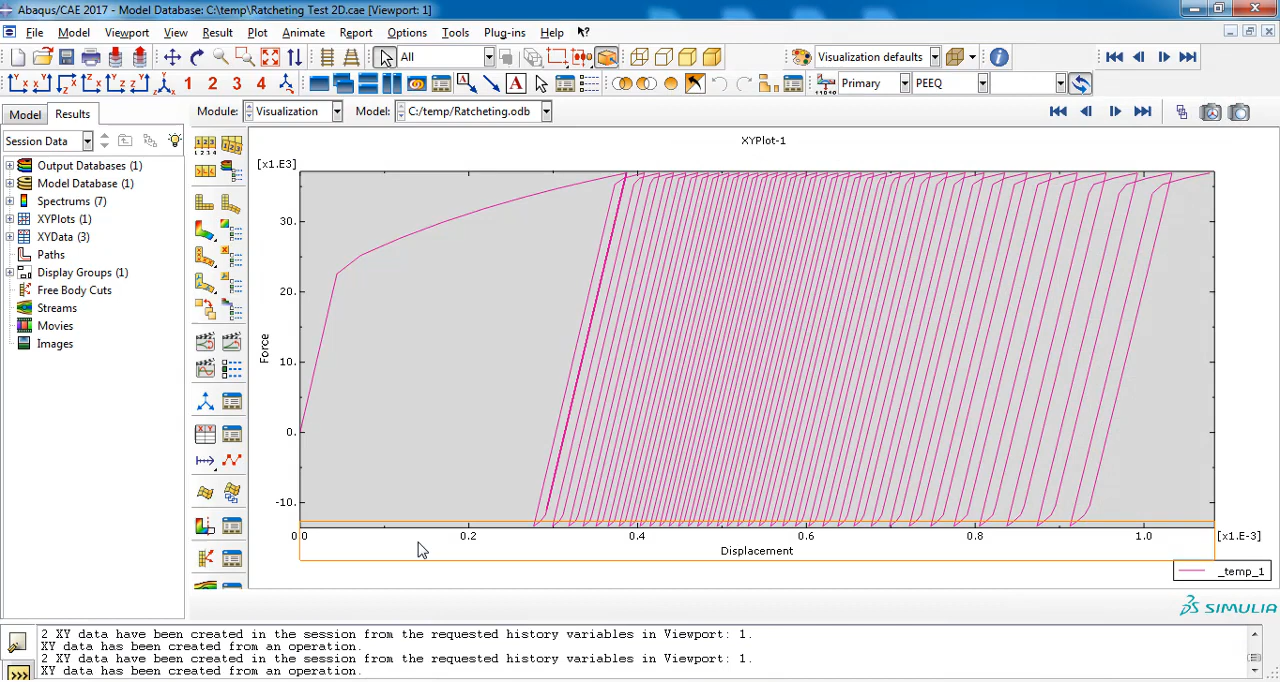 Abaqus/CAE 2017 - Model Database: C:\temp\Ratcheting Test 2D.cae [Viewport: 1]
File Model Viewport View Result Plot Animate Report Options Tools Plug-ins Help
All Visualization defaults
1 2 3 4 A A Primary PEEQ
Model Results Module: Visualization Model: C:/temp/Ratcheting.odb
Session Data
Output Databases (1)
Model Database (1)
Spectrums (7)
XYPlots (1)
XYData (3)
Paths
Display Groups (1)
Free Body Cuts
Streams
Movies
Images
XYPlot-1
[x1.E3]
30.
20.
10.
0.
-10.
Force
0.0 0.2 0.4 0.6 0.8 1.0 [x1.E-3]
Displacement
_temp_1
SIMULIA
2 XY data have been created in the session from the requested history variables in Viewport: 1.
XY data has been created from an operation.
2 XY data have been created in the session from the requested history variables in Viewport: 1.
XY data has been created from an operation.
>>>